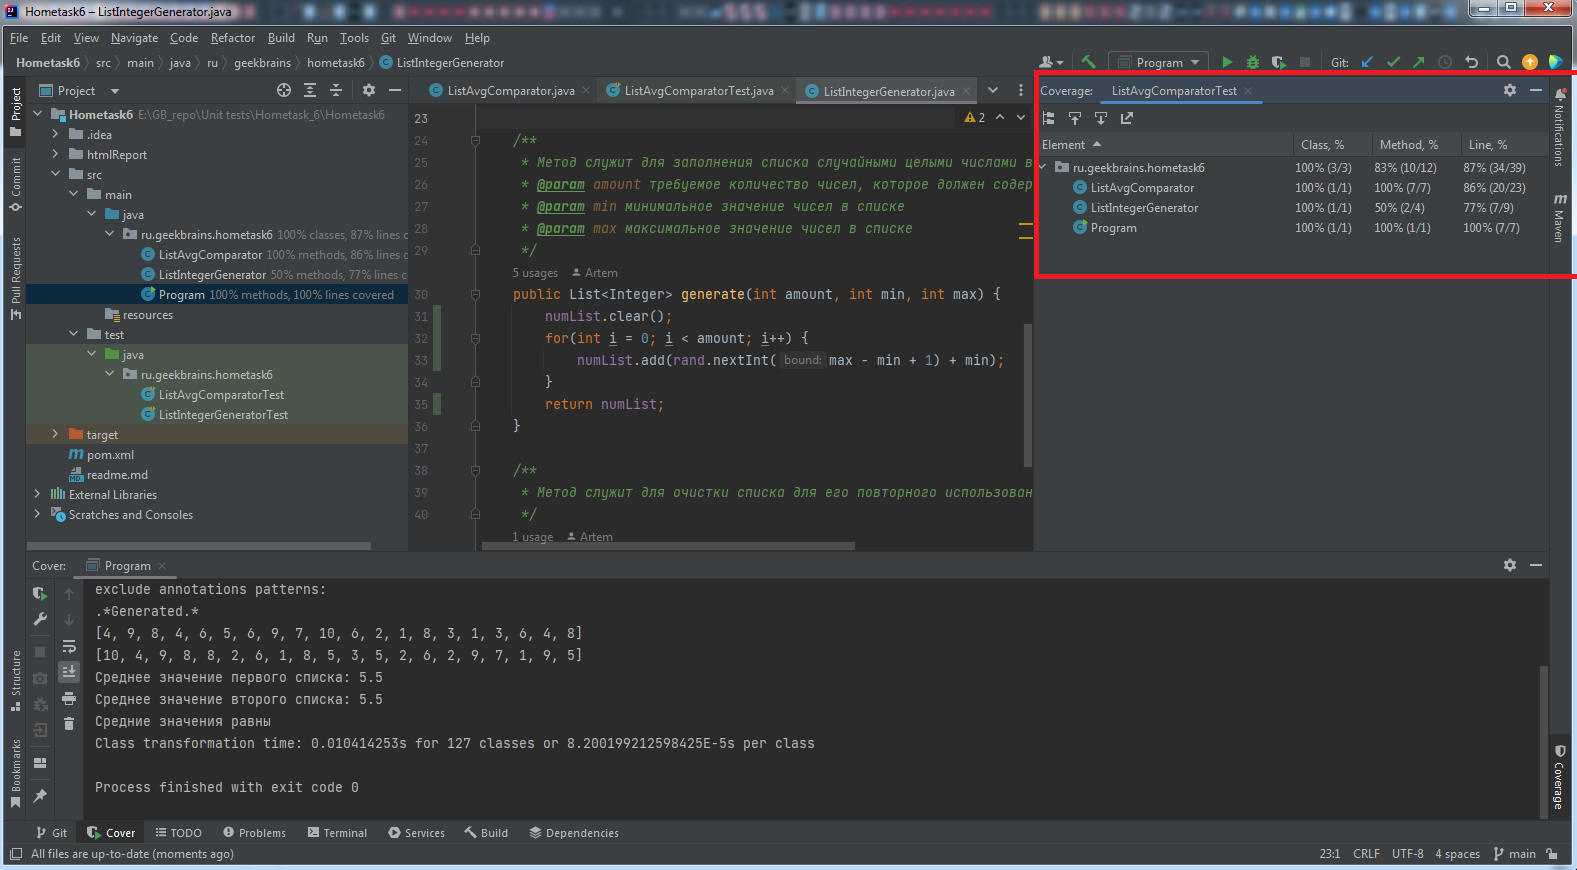 Hometask6 – ListIntegerGenerator.java
File Edit View Navigate Code Refactor Build Run Tools Git Window Help
Hometask6 src main java ru geekbrains hometask6 ListIntegerGenerator
Program Git:
Project
Commit
Pull Requests
Structure
Bookmarks
Project
Hometask6 E:\GB_repo\Unit tests\Hometask_6\Hometask6
.idea
htmlReport
src
main
java
ru.geekbrains.hometask6 100% classes, 87% lines c
ListAvgComparator 100% methods, 86% lines c
ListIntegerGenerator 50% methods, 77% lines c
Program 100% methods, 100% lines covered
resources
test
java
ru.geekbrains.hometask6
ListAvgComparatorTest
ListIntegerGeneratorTest
target
pom.xml
readme.md
External Libraries
Scratches and Consoles
ListAvgComparator.java ListAvgComparatorTest.java ListIntegerGenerator.java
2
23
24 /**
25 * Метод служит для заполнения списка случайными целыми числами в
26 * @param amount требуемое количество чисел, которое должен содер
27 * @param min минимальное значение чисел в списке
28 * @param max максимальное значение чисел в списке
29 */
5 usages Artem
30 public List<Integer> generate(int amount, int min, int max) {
31 numList.clear();
32 for(int i = 0; i < amount; i++) {
33 numList.add(rand.nextInt( bound: max - min + 1) + min);
34 }
35 return numList;
36 }
37
38 /**
39 * Метод служит для очистки списка для его повторного использован
40 */
1 usage Artem
Coverage: ListAvgComparatorTest
Element Class, % Method, % Line, %
ru.geekbrains.hometask6 100% (3/3) 83% (10/12) 87% (34/39)
ListAvgComparator 100% (1/1) 100% (7/7) 86% (20/23)
ListIntegerGenerator 100% (1/1) 50% (2/4) 77% (7/9)
Program 100% (1/1) 100% (1/1) 100% (7/7)
Notifications
Maven
Coverage
Cover: Program
exclude annotations patterns:
.*Generated.*
[4, 9, 8, 4, 6, 5, 6, 9, 7, 10, 6, 2, 1, 8, 3, 1, 3, 6, 4, 8]
[10, 4, 9, 8, 8, 2, 6, 1, 8, 5, 3, 5, 2, 6, 2, 9, 7, 1, 9, 5]
Среднее значение первого списка: 5.5
Среднее значение второго списка: 5.5
Средние значения равны
Class transformation time: 0.010414253s for 127 classes or 8.200199212598425E-5s per class
Process finished with exit code 0
Git Cover TODO Problems Terminal Services Build Dependencies
All files are up-to-date (moments ago)
23:1 CRLF UTF-8 4 spaces main